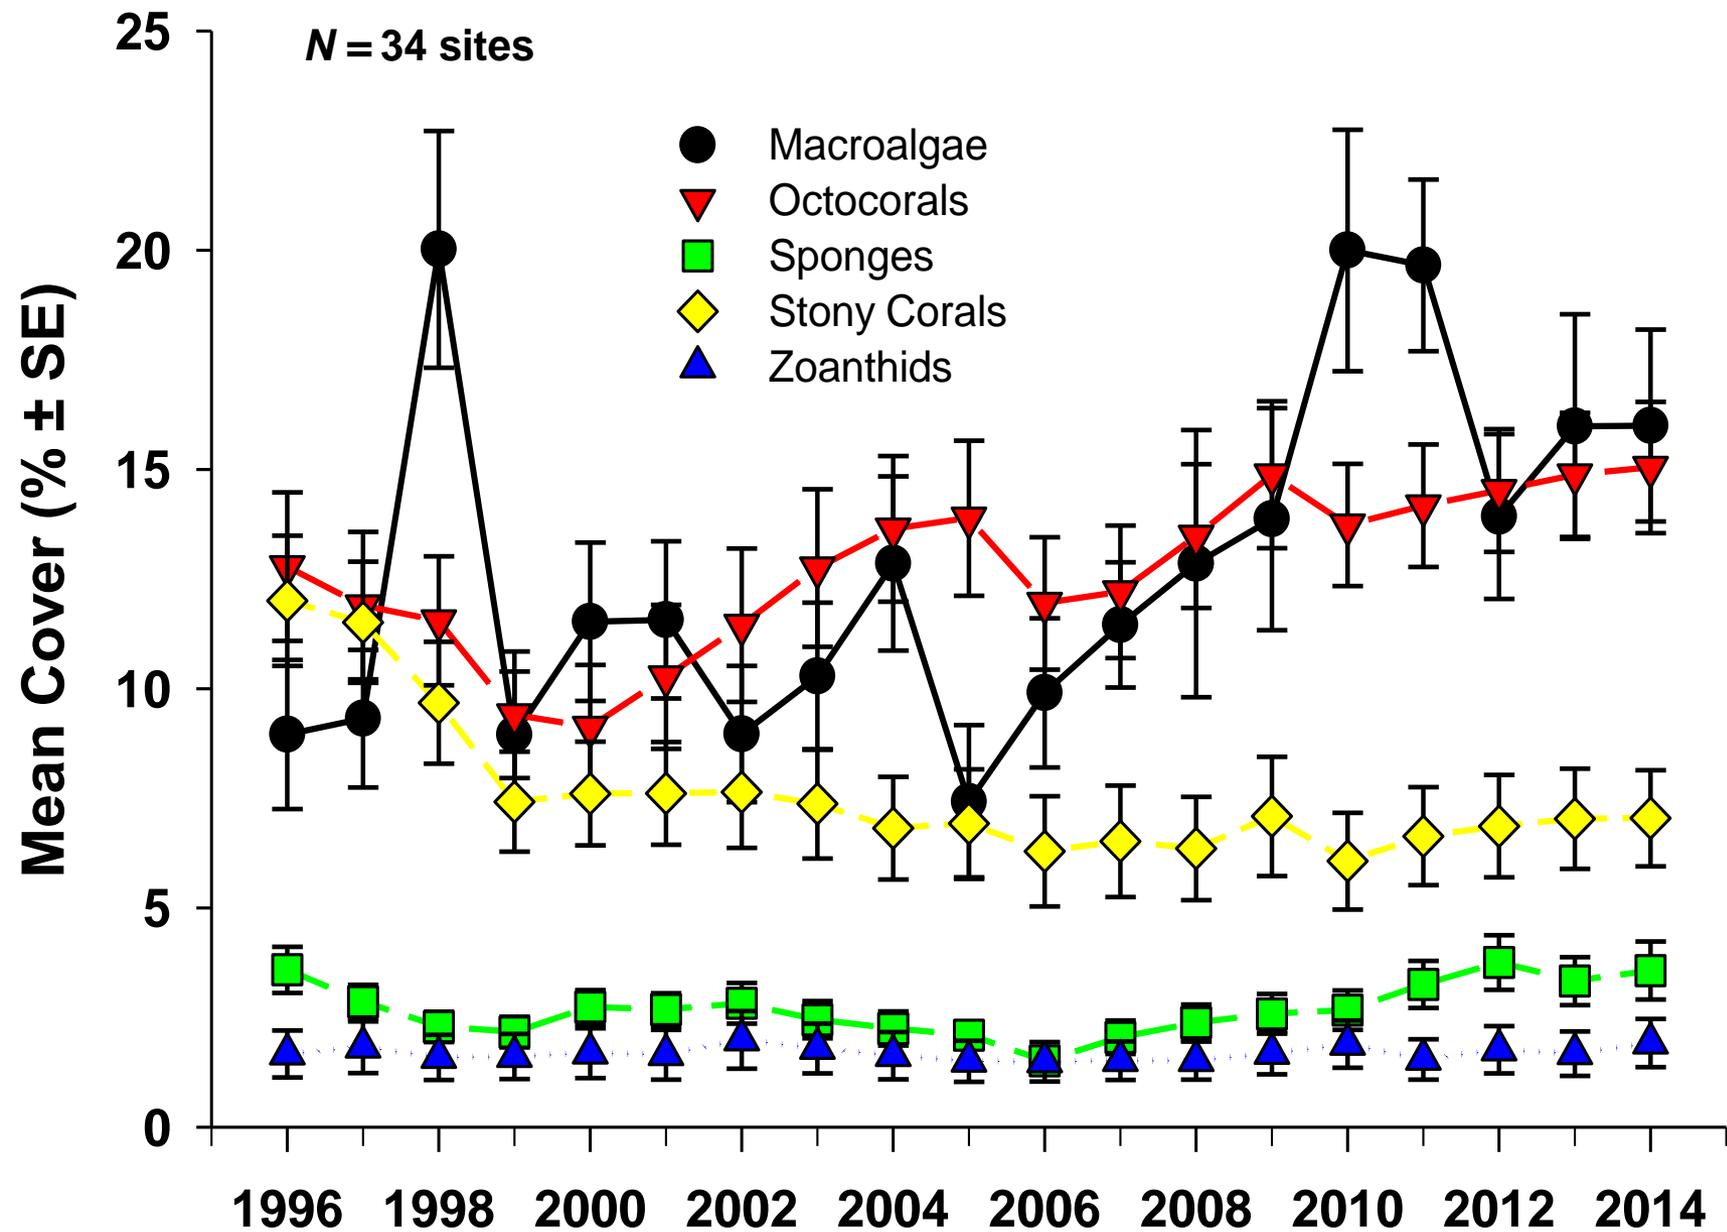 N = 34 sites
Macroalgae
Octocorals
Sponges
Stony Corals
Zoanthids
Mean Cover (% ± SE)
25
20
15
10
5
0
1996 1998 2000 2002 2004 2006 2008 2010 2012 2014